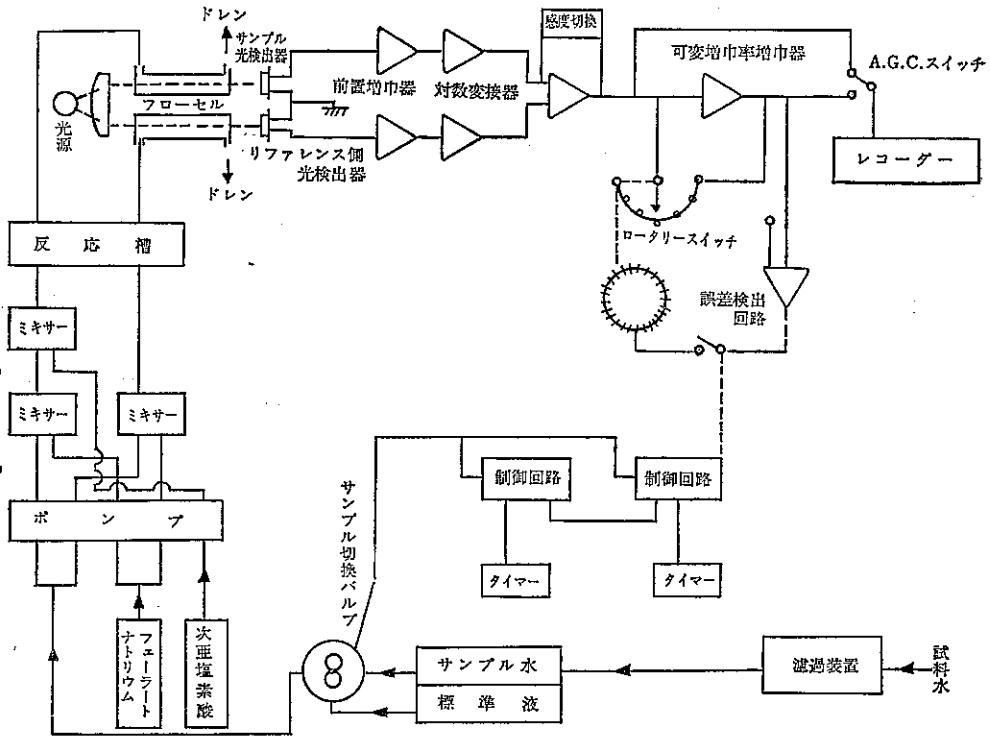 ドレン
サンプル
光検出器
感度切換
可変増巾率増巾器
A.G.C.スイッチ
前置増巾器
対数変接器
フローセル
光源
リファレンス側
光検出器
ドレン
レコーダー
ロータリースイッチ
反応槽
誤差検出
回路
ミキサー
ミキサー
ミキサー
制御回路
制御回路
ポンプ
サンプル切換バルブ
タイマー
タイマー
フェーラート
ナトリウム
次亜塩素酸
サンプル水
標準液
濾過装置
試料水